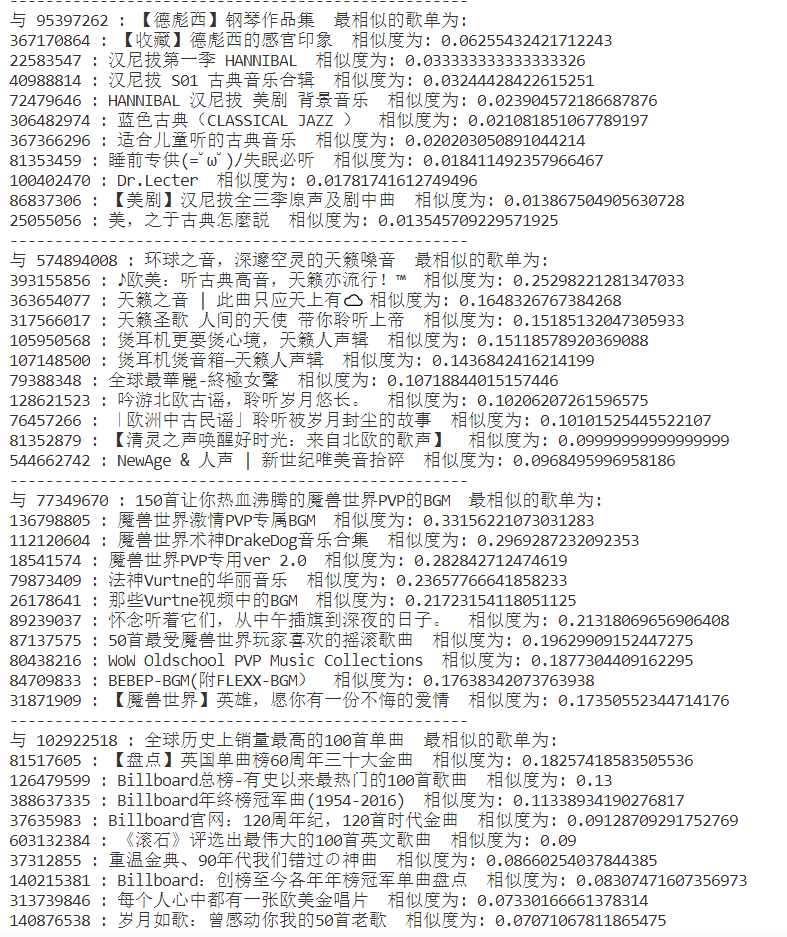 --------------------------------------------------
与 95397262 : 【德彪西】钢琴作品集  最相似的歌单为:
367170864 : 【收藏】德彪西的感官印象  相似度为: 0.06255432421712243
22583547 : 汉尼拔第一季 HANNIBAL  相似度为: 0.033333333333333326
40988814 : 汉尼拔 S01 古典音乐合辑  相似度为: 0.03244428422615251
72479646 : HANNIBAL 汉尼拔 美剧 背景音乐  相似度为: 0.023904572186687876
306482974 : 蓝色古典（CLASSICAL JAZZ ）  相似度为: 0.021081851067789197
367366296 : 适合儿童听的古典音乐  相似度为: 0.020203050891044214
81353459 : 睡前专供(=ˇωˇ)/失眠必听  相似度为: 0.018411492357966467
100402470 : Dr.Lecter  相似度为: 0.01781741612749496
86837306 : 【美剧】汉尼拔全三季原声及剧中曲  相似度为: 0.013867504905630728
25055056 : 美，之于古典怎麼説  相似度为: 0.013545709229571925
--------------------------------------------------
与 574894008 : 环球之音，深邃空灵的天籁嗓音  最相似的歌单为:
393155856 : ♪欧美：听古典高音，天籁亦流行！™  相似度为: 0.25298221281347033
363654077 : 天籁之音 | 此曲只应天上有☁ 相似度为: 0.1648326767384268
317566017 : 天籁圣歌 人间的天使 带你聆听上帝  相似度为: 0.15185132047305933
105950568 : 煲耳机更要煲心境，天籁人声辑  相似度为: 0.15118578920369088
107148500 : 煲耳机煲音箱—天籁人声辑  相似度为: 0.1436842416214199
79388348 : 全球最華麗-終極女聲  相似度为: 0.10718844015157446
128621523 : 吟游北欧古谣，聆听岁月悠长。  相似度为: 0.10206207261596575
76457266 : 「欧洲中古民谣」聆听被岁月封尘的故事  相似度为: 0.10101525445522107
81352879 : 【清灵之声唤醒好时光：来自北欧的歌声】  相似度为: 0.09999999999999999
544662742 : NewAge & 人声 | 新世纪唯美音拾碎  相似度为: 0.0968495996958186
--------------------------------------------------
与 77349670 : 150首让你热血沸腾的魔兽世界PVP的BGM  最相似的歌单为:
136798805 : 魔兽世界激情PVP专属BGM  相似度为: 0.33156221073031283
112120604 : 魔兽世界术神DrakeDog音乐合集  相似度为: 0.2969287232092353
18541574 : 魔兽世界PVP专用ver 2.0  相似度为: 0.282842712474619
79873409 : 法神Vurtne的华丽音乐  相似度为: 0.23657766641858233
26178641 : 那些Vurtne视频中的BGM  相似度为: 0.21723154118051125
89239037 : 怀念听着它们，从中午插旗到深夜的日子。  相似度为: 0.21318069656906408
87137575 : 50首最受魔兽世界玩家喜欢的摇滚歌曲  相似度为: 0.19629909152447275
80438216 : WoW Oldschool PVP Music Collections  相似度为: 0.1877304409162295
84709833 : BEBEP-BGM(附FLEXX-BGM）  相似度为: 0.17638342073763938
31871909 : 【魔兽世界】英雄，愿你有一份不悔的爱情  相似度为: 0.17350552344714176
--------------------------------------------------
与 102922518 : 全球历史上销量最高的100首单曲  最相似的歌单为:
81517605 : 【盘点】英国单曲榜60周年三十大金曲  相似度为: 0.18257418583505536
126479599 : Billboard总榜-有史以来最热门的100首歌曲  相似度为: 0.13
388637335 : Billboard年终榜冠军曲(1954-2016)  相似度为: 0.11338934190276817
37635983 : Billboard官网：120周年纪，120首时代金曲  相似度为: 0.09128709291752769
603132384 : 《滚石》评选出最伟大的100首英文歌曲  相似度为: 0.09
37312855 : 重温金典、90年代我们错过の神曲  相似度为: 0.08660254037844385
140215381 : Billboard：创榜至今各年年榜冠军单曲盘点  相似度为: 0.08307471607356973
313739846 : 每个人心中都有一张欧美金唱片  相似度为: 0.07330166661378314
140876538 : 岁月如歌：曾感动你我的50首老歌  相似度为: 0.07071067811865475